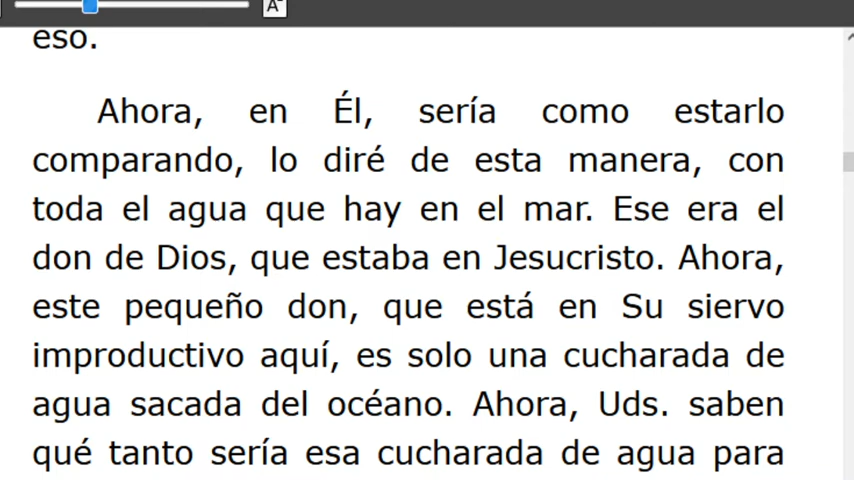 A
eso.
Ahora, en Él, sería como estarlo
comparando, lo diré de esta manera, con
toda el agua que hay en el mar. Ese era el
don de Dios, que estaba en Jesucristo. Ahora,
este pequeño don, que está en Su siervo
improductivo aquí, es solo una cucharada de
agua sacada del océano. Ahora, Uds. saben
qué tanto sería esa cucharada de agua para